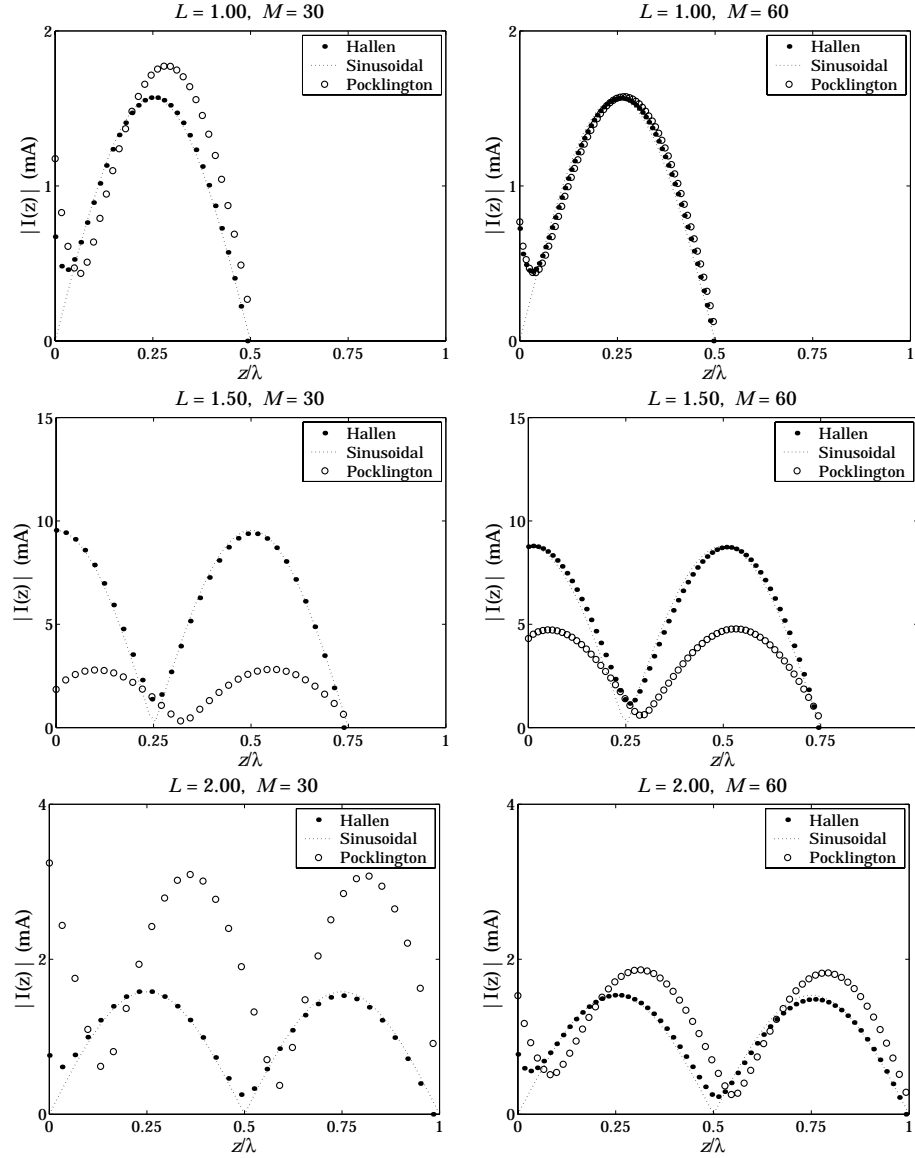 L = 1.00, M = 30
2
1
0
0
0.25
0.5
0.75
1
z/λ
| I(z) | (mA)
Hallen
Sinusoidal
Pocklington
L = 1.00, M = 60
2
1
0
0
0.25
0.5
0.75
1
z/λ
| I(z) | (mA)
Hallen
Sinusoidal
Pocklington
L = 1.50, M = 30
15
10
5
0
0
0.25
0.5
0.75
1
z/λ
| I(z) | (mA)
Hallen
Sinusoidal
Pocklington
L = 1.50, M = 60
15
10
5
0
0
0.25
0.5
0.75
1
z/λ
| I(z) | (mA)
Hallen
Sinusoidal
Pocklington
L = 2.00, M = 30
4
2
0
0
0.25
0.5
0.75
1
z/λ
| I(z) | (mA)
Hallen
Sinusoidal
Pocklington
L = 2.00, M = 60
4
2
0
0
0.25
0.5
0.75
1
z/λ
| I(z) | (mA)
Hallen
Sinusoidal
Pocklington